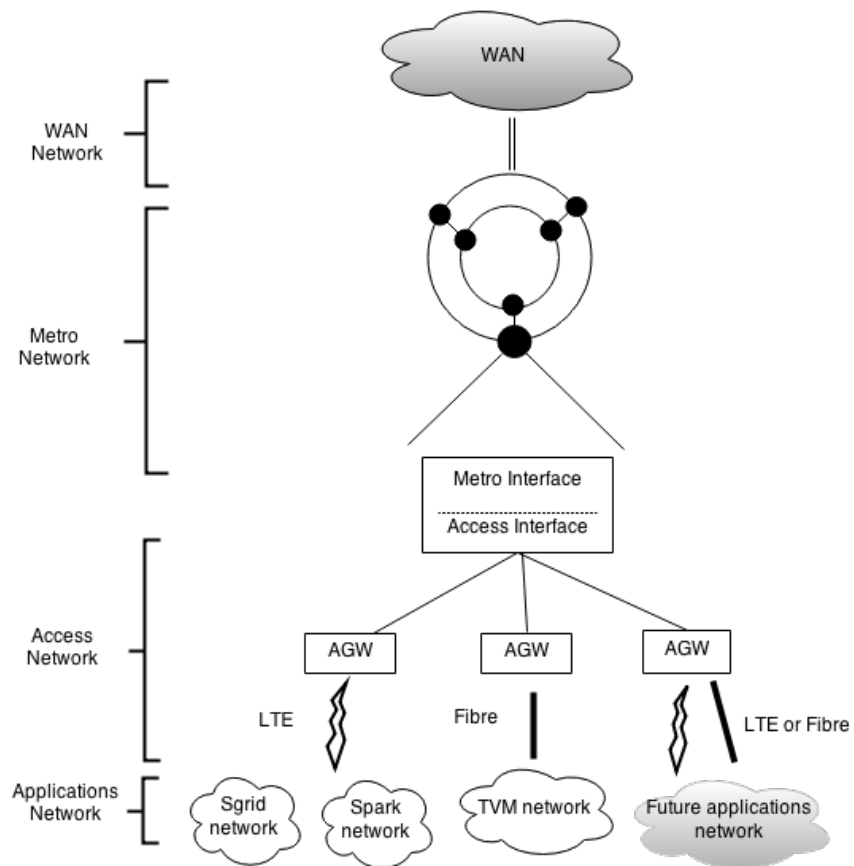 WAN
WAN
Network
Metro
Network
Metro Interface
Access Interface
Access
Network
AGW
AGW
AGW
LTE
Fibre
LTE or Fibre
Applications
Network
Sgrid
network
Spark
network
TVM network
Future applications
network